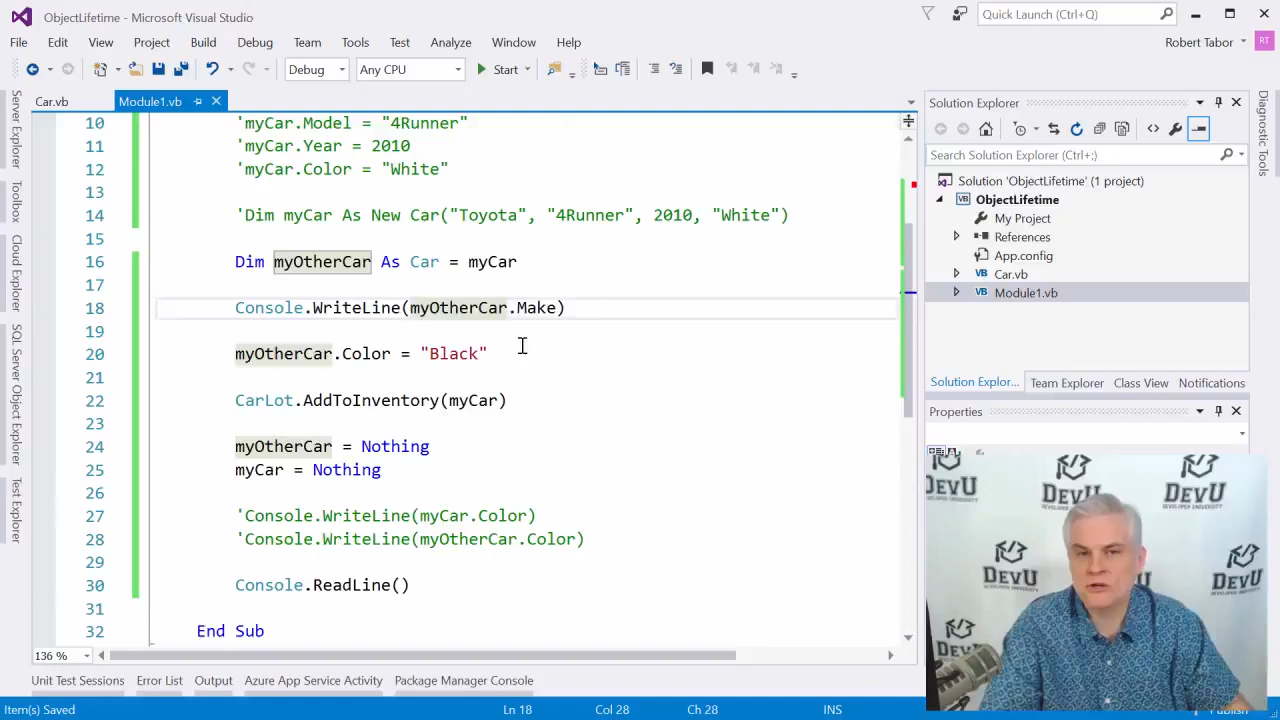 ObjectLifetime - Microsoft Visual Studio
Quick Launch (Ctrl+Q)
File Edit View Project Build Debug Team Tools Test Analyze Window Help
Robert Tabor RT
Debug Any CPU Start
Server Explorer
Toolbox
Cloud Explorer
SQL Server Object Explorer
Test Explorer
Car.vb Module1.vb
10 'myCar.Model = "4Runner"
11 'myCar.Year = 2010
12 'myCar.Color = "White"
13
14 'Dim myCar As New Car("Toyota", "4Runner", 2010, "White")
15
16 Dim myOtherCar As Car = myCar
17
18 Console.WriteLine(myOtherCar.Make)
19
20 myOtherCar.Color = "Black"
21
22 CarLot.AddToInventory(myCar)
23
24 myOtherCar = Nothing
25 myCar = Nothing
26
27 'Console.WriteLine(myCar.Color)
28 'Console.WriteLine(myOtherCar.Color)
29
30 Console.ReadLine()
31
32 End Sub
136 %
Solution Explorer
Search Solution Explorer (Ctrl+;)
Solution 'ObjectLifetime' (1 project)
ObjectLifetime
My Project
References
App.config
Car.vb
Module1.vb
Solution Explor... Team Explorer Class View Notifications
Properties
Diagnostic Tools
DEVU
DEVELOPER UNIVERSITY
DEVU
DEVU
DEVU
DEVU
DEVU
Unit Test Sessions Error List Output Azure App Service Activity Package Manager Console
Item(s) Saved Ln 18 Col 28 Ch 28 INS